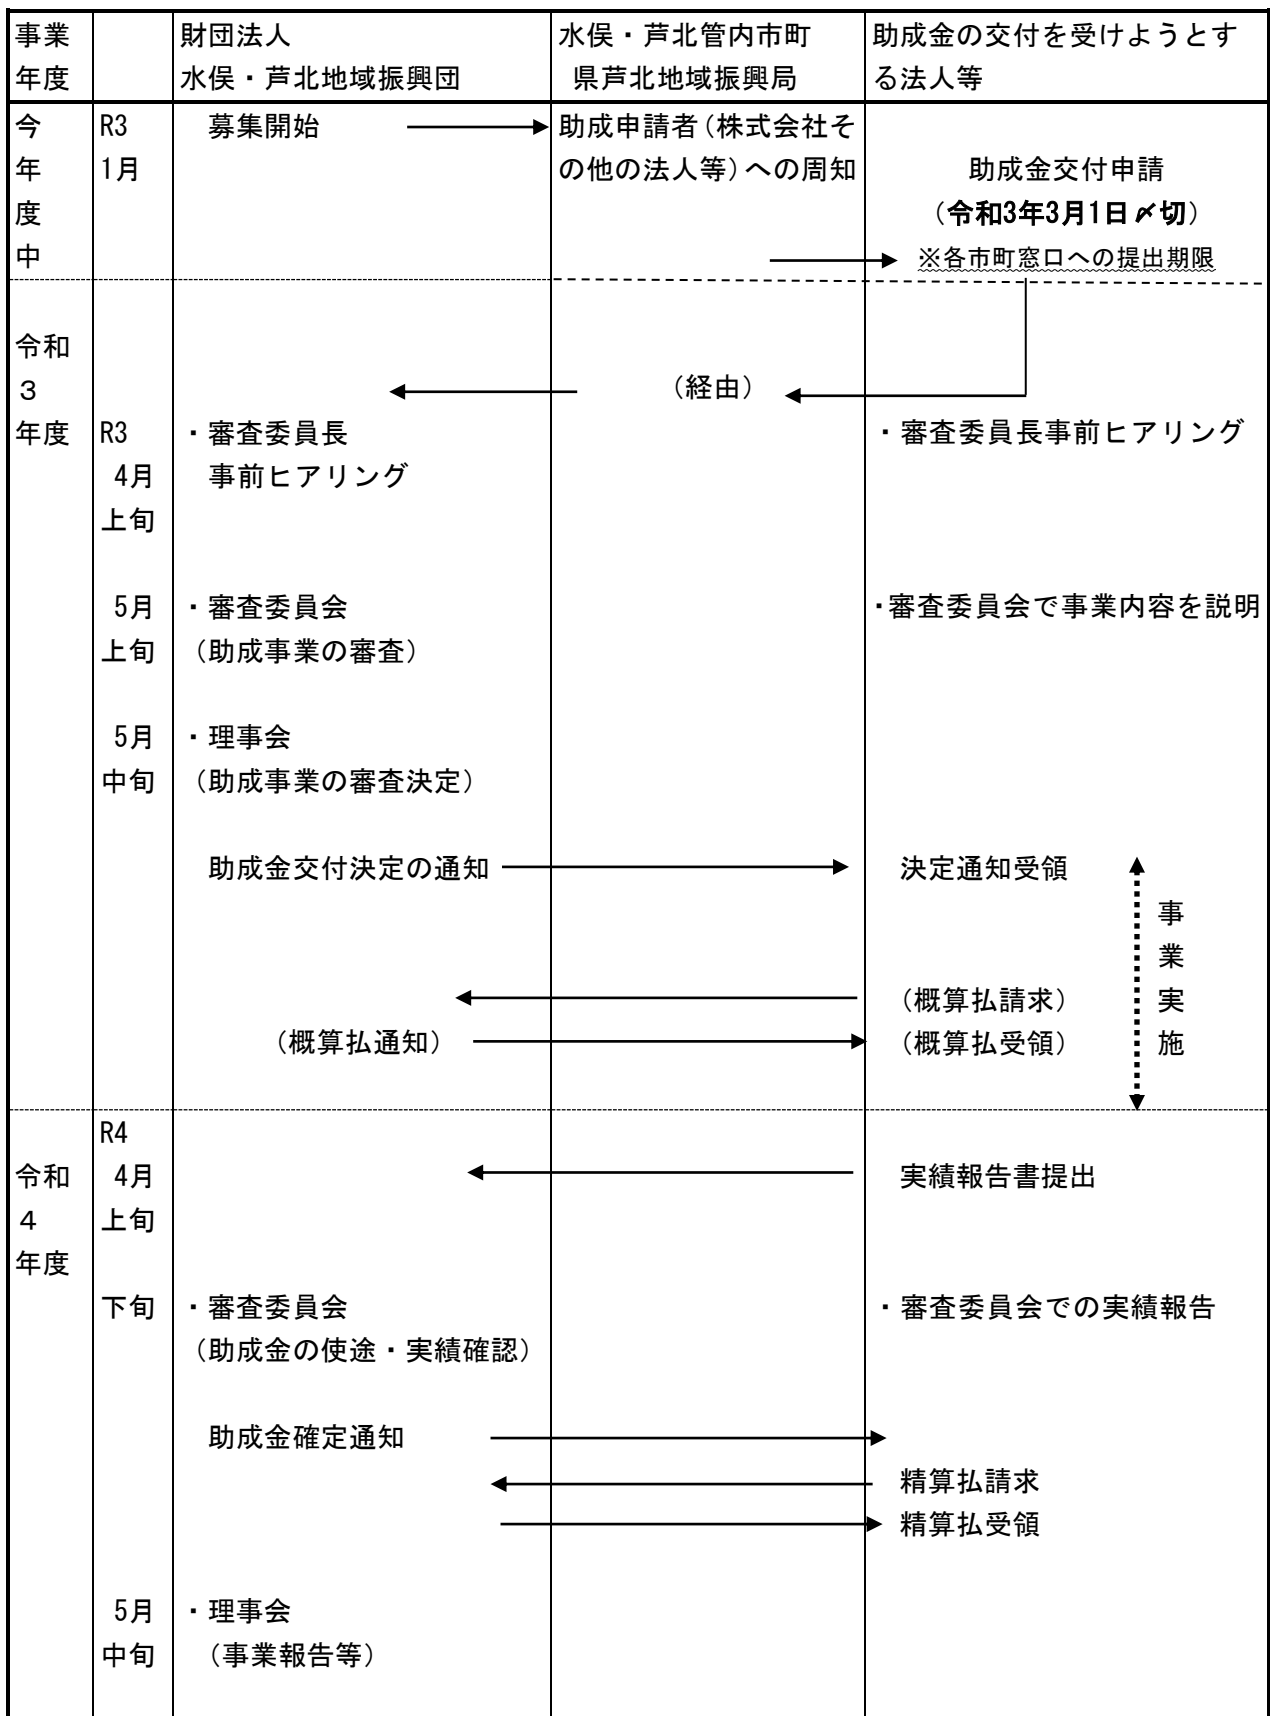 事業
年度
財団法人
水俣・芦北地域振興団
水俣・芦北管内市町
県芦北地域振興局
助成金の交付を受けようとす
る法人等
今
年
度
中
R3
1月
募集開始
助成申請者(株式会社そ
の他の法人等)への周知
助成金交付申請
(令和3年3月1日〆切)
※各市町窓口への提出期限
令和
3
年度
(経由)
R3
4月
上旬
・審査委員長
事前ヒアリング
・審査委員長事前ヒアリング
5月
上旬
・審査委員会
(助成事業の審査)
・審査委員会で事業内容を説明
5月
中旬
・理事会
(助成事業の審査決定)
助成金交付決定の通知
決定通知受領
事
業
実
施
(概算払請求)
(概算払通知)
(概算払受領)
令和
4
年度
R4
4月
上旬
実績報告書提出
下旬
・審査委員会
(助成金の使途・実績確認)
・審査委員会での実績報告
助成金確定通知
精算払請求
精算払受領
5月
中旬
・理事会
(事業報告等)